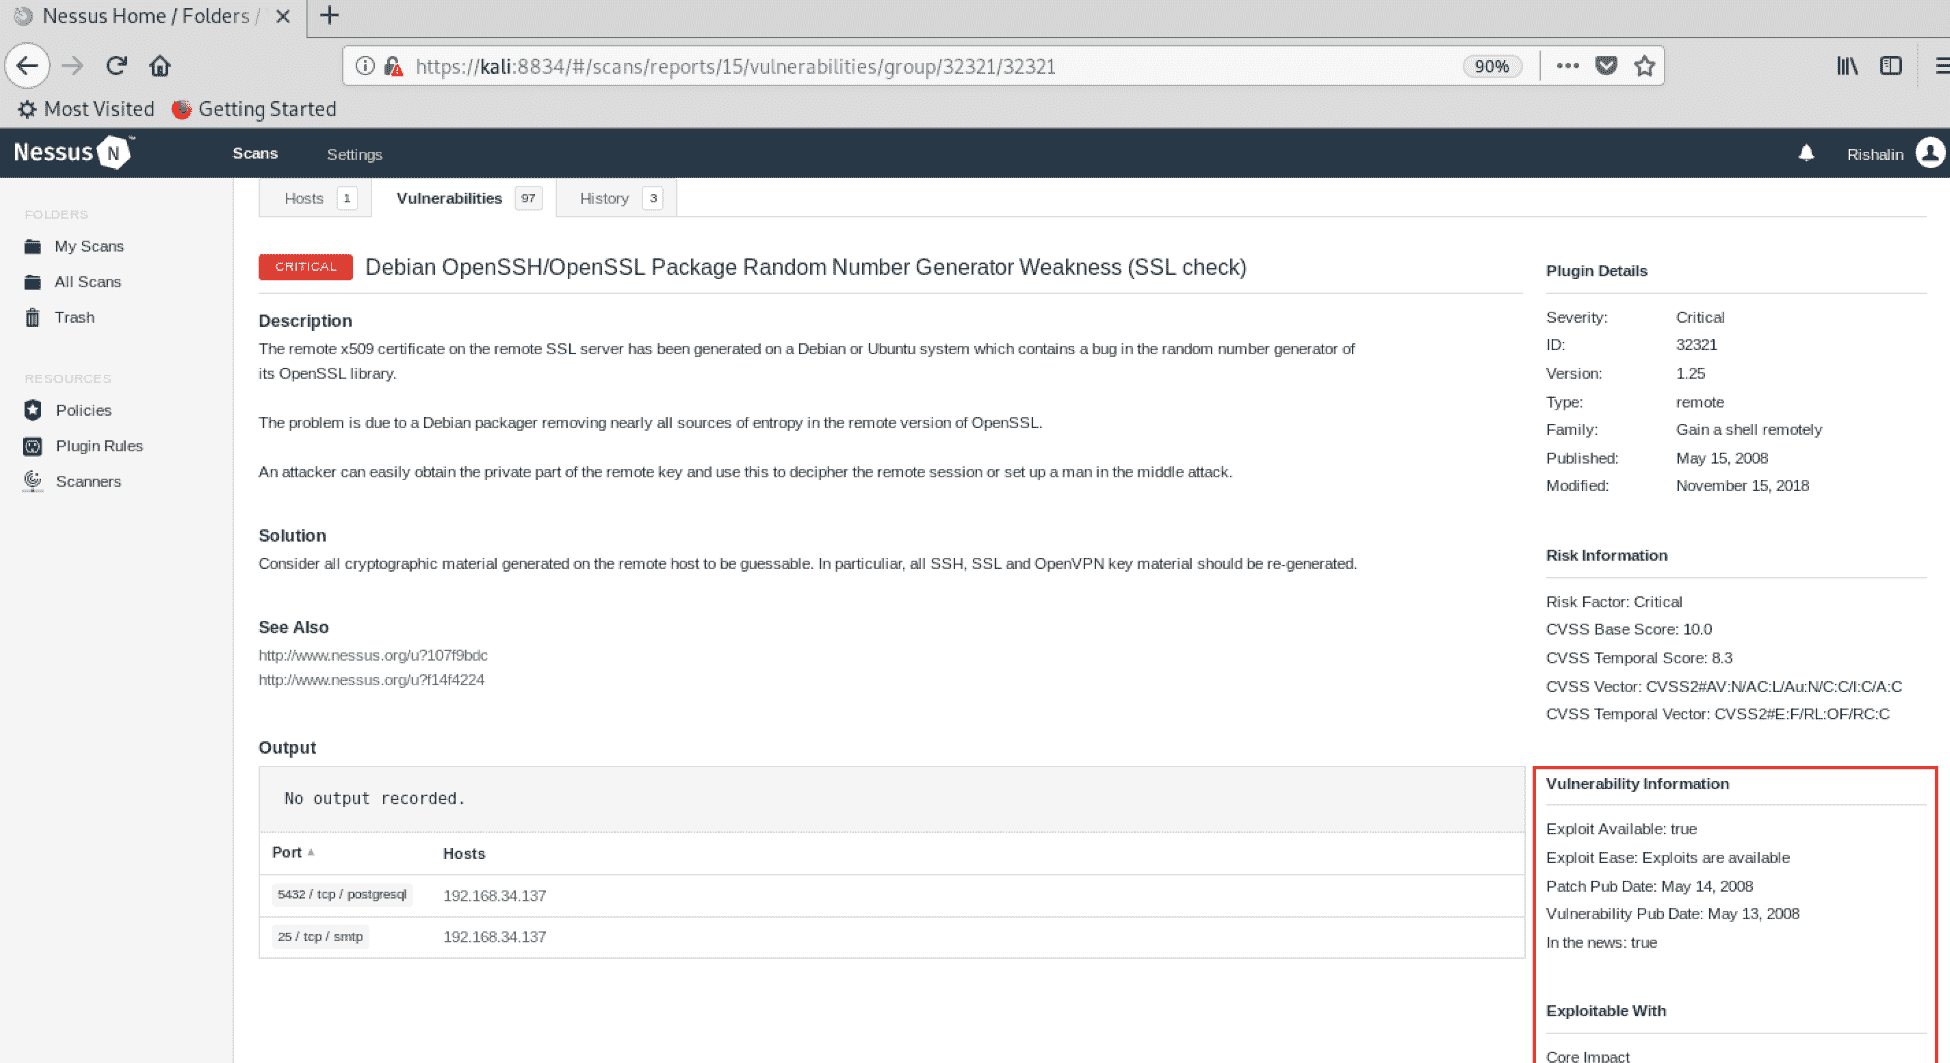 Nessus Home / Folders /
https://kali:8834/#/scans/reports/15/vulnerabilities/group/32321/32321
90%
Most Visited
Getting Started
Nessus N ™
Scans
Settings
Rishalin
FOLDERS
My Scans
All Scans
Trash
RESOURCES
Policies
Plugin Rules
Scanners
Hosts 1
Vulnerabilities 97
History 3
CRITICAL Debian OpenSSH/OpenSSL Package Random Number Generator Weakness (SSL check)
Description
The remote x509 certificate on the remote SSL server has been generated on a Debian or Ubuntu system which contains a bug in the random number generator of
its OpenSSL library.
The problem is due to a Debian packager removing nearly all sources of entropy in the remote version of OpenSSL.
An attacker can easily obtain the private part of the remote key and use this to decipher the remote session or set up a man in the middle attack.
Solution
Consider all cryptographic material generated on the remote host to be guessable. In particuliar, all SSH, SSL and OpenVPN key material should be re-generated.
See Also
http://www.nessus.org/u?107f9bdc
http://www.nessus.org/u?f14f4224
Output
No output recorded.
Port Hosts
5432 / tcp / postgresql 192.168.34.137
25 / tcp / smtp 192.168.34.137
Plugin Details
Severity: Critical
ID: 32321
Version: 1.25
Type: remote
Family: Gain a shell remotely
Published: May 15, 2008
Modified: November 15, 2018
Risk Information
Risk Factor: Critical
CVSS Base Score: 10.0
CVSS Temporal Score: 8.3
CVSS Vector: CVSS2#AV:N/AC:L/Au:N/C:C/I:C/A:C
CVSS Temporal Vector: CVSS2#E:F/RL:OF/RC:C
Vulnerability Information
Exploit Available: true
Exploit Ease: Exploits are available
Patch Pub Date: May 14, 2008
Vulnerability Pub Date: May 13, 2008
In the news: true
Exploitable With
Core Impact